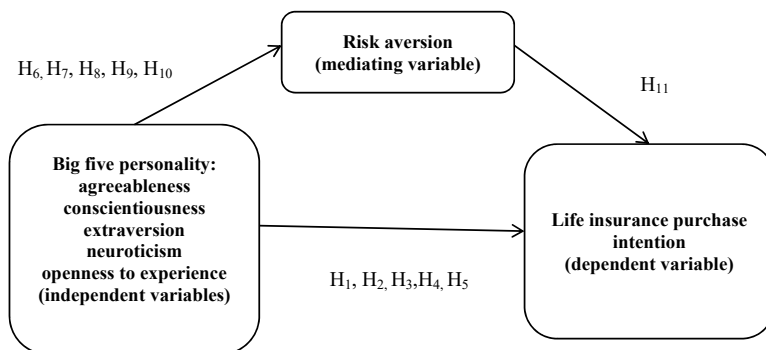 Risk aversion
(mediating variable)
H6, H7, H8, H9, H10
H11
Big five personality:
agreeableness
conscientiousness
extraversion
neuroticism
openness to experience
(independent variables)
Life insurance purchase
intention
(dependent variable)
H1, H2, H3,H4, H5